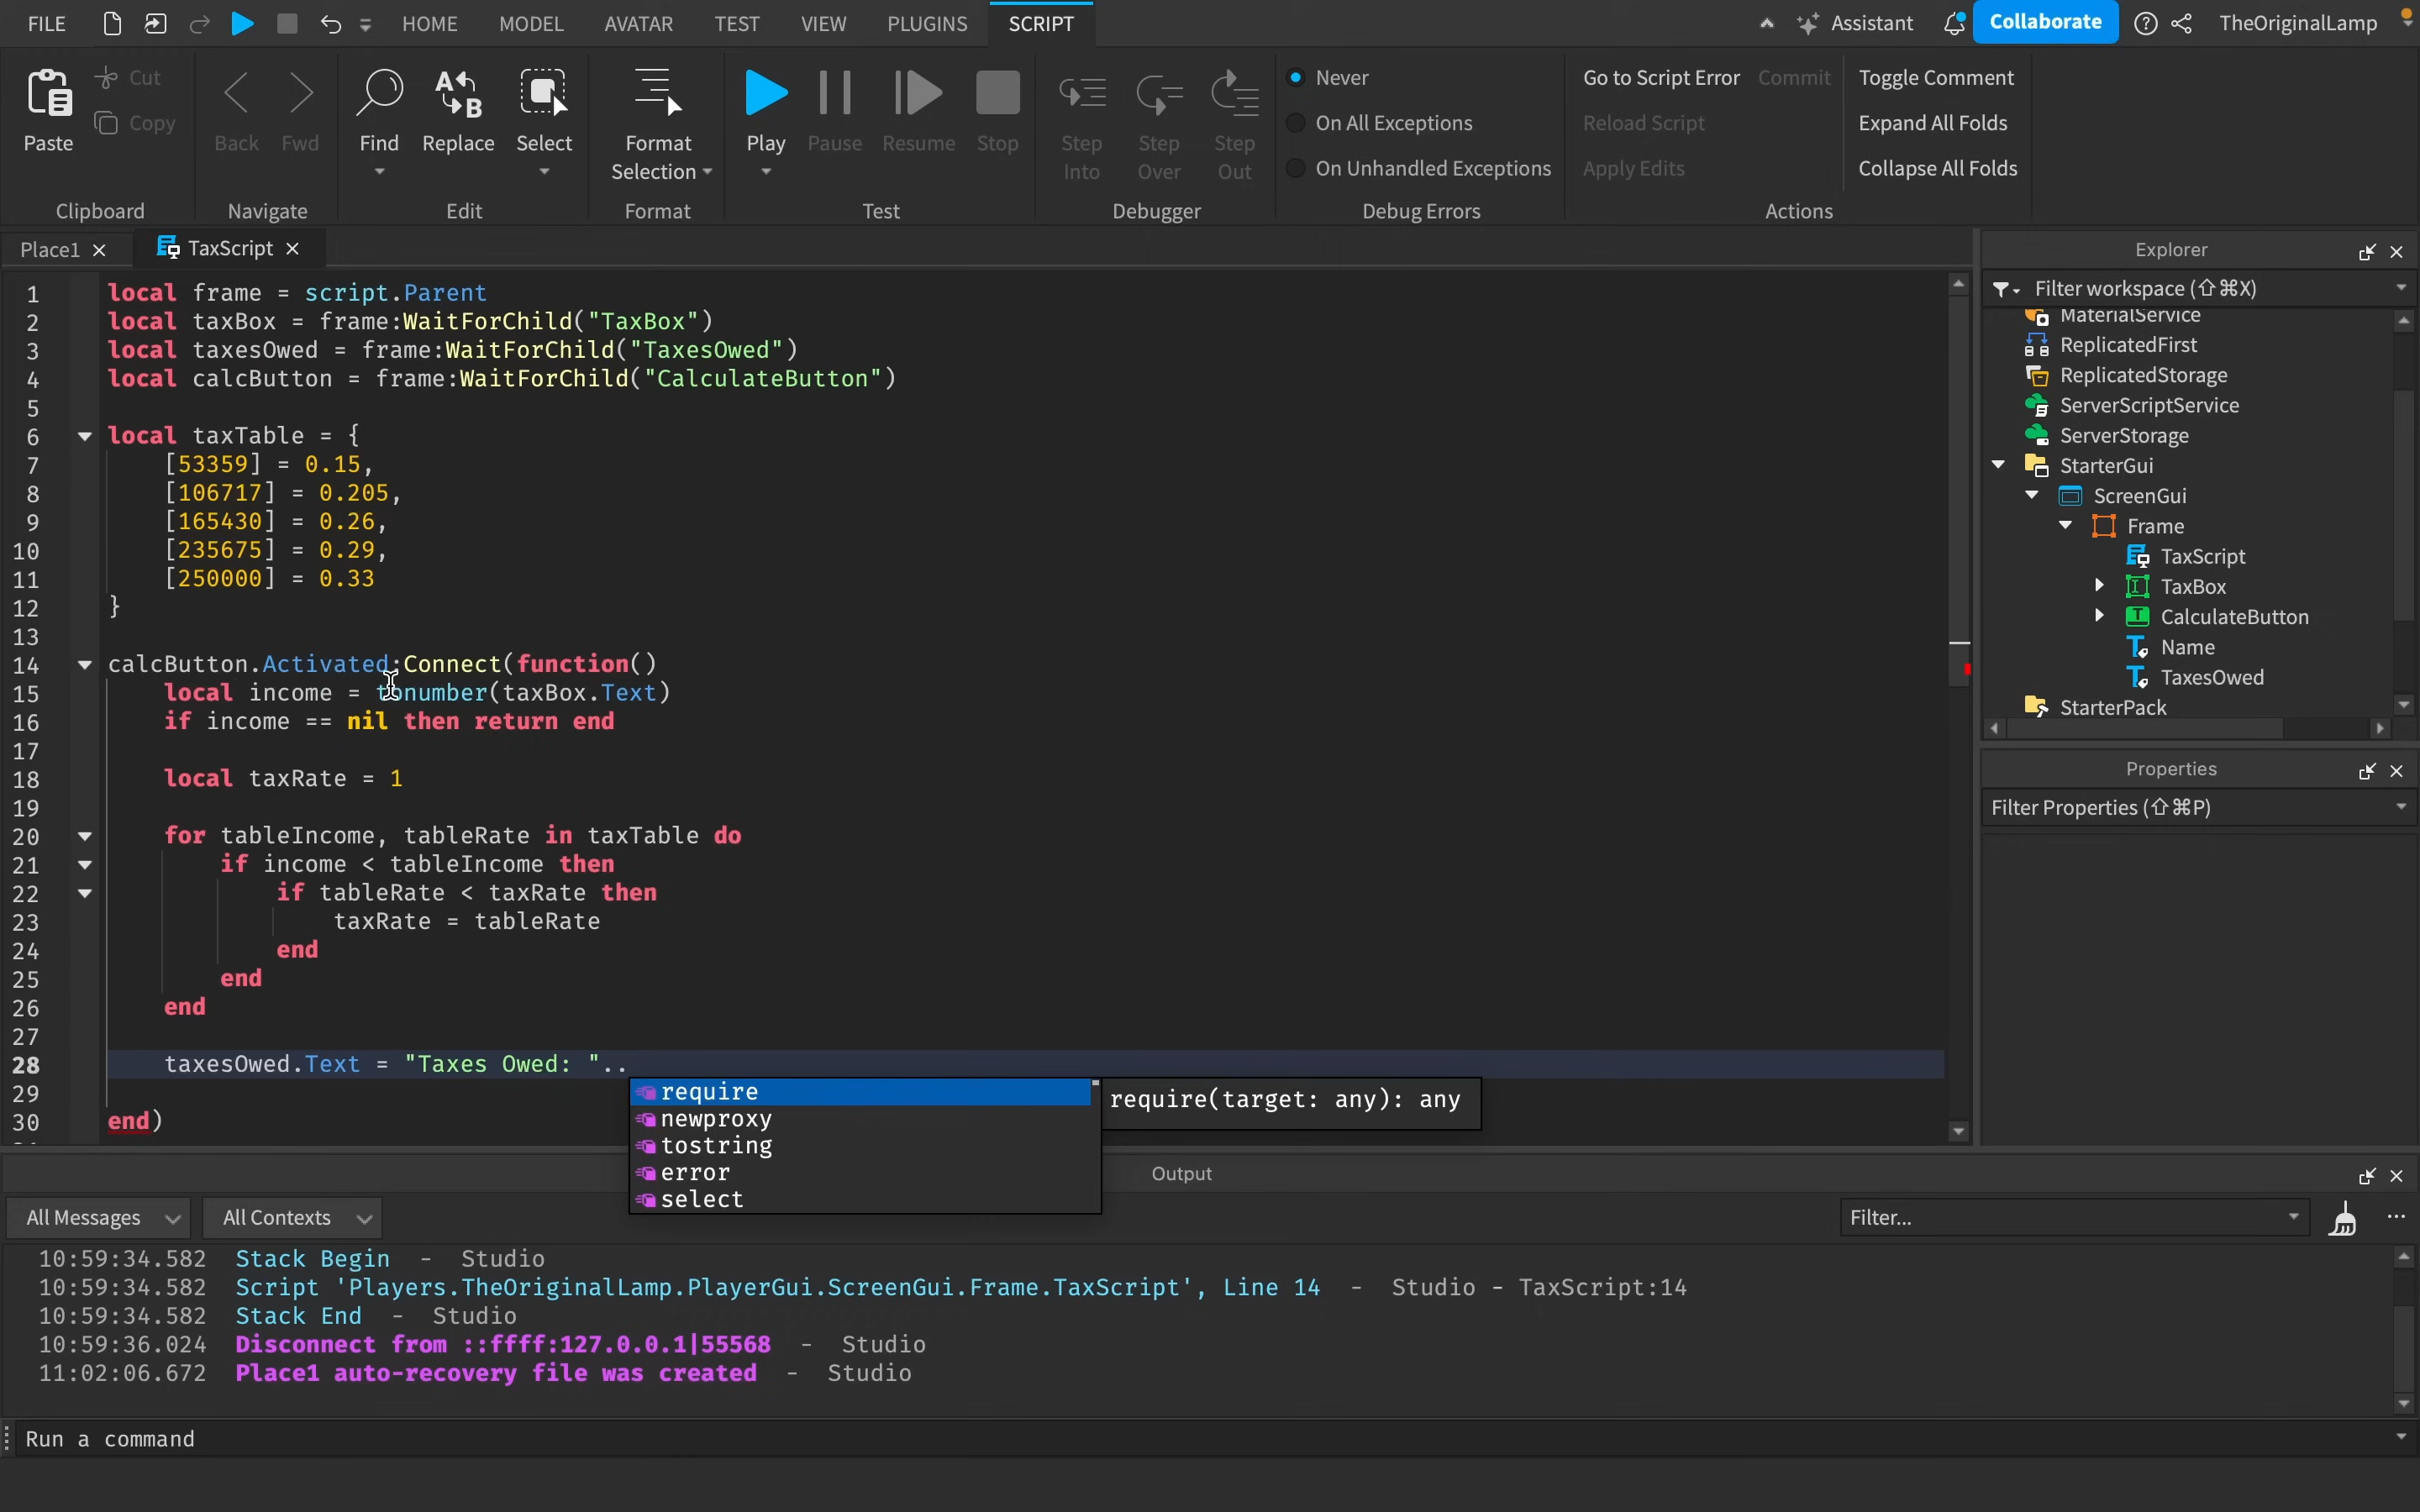 FILE HOME MODEL AVATAR TEST VIEW PLUGINS SCRIPT Assistant Collaborate TheOriginalLamp
Paste Cut Copy
Clipboard
Back Fwd
Navigate
Find Replace Select
Edit
Format Selection
Format
Play Pause Resume Stop
Test
Step Into Step Over Step Out
Debugger
Never
On All Exceptions
On Unhandled Exceptions
Debug Errors
Go to Script Error Commit
Reload Script
Apply Edits
Toggle Comment
Expand All Folds
Collapse All Folds
Actions
Place1 TaxScript
1 local frame = script.Parent
2 local taxBox = frame:WaitForChild("TaxBox")
3 local taxesOwed = frame:WaitForChild("TaxesOwed")
4 local calcButton = frame:WaitForChild("CalculateButton")
5
6 local taxTable = {
7 [53359] = 0.15,
8 [106717] = 0.205,
9 [165430] = 0.26,
10 [235675] = 0.29,
11 [250000] = 0.33
12 }
13
14 calcButton.Activated:Connect(function()
15 local income = tonumber(taxBox.Text)
16 if income == nil then return end
17
18 local taxRate = 1
19
20 for tableIncome, tableRate in taxTable do
21 if income < tableIncome then
22 if tableRate < taxRate then
23 taxRate = tableRate
24 end
25 end
26 end
27
28 taxesOwed.Text = "Taxes Owed: "..
29
30 end)
require
newproxy
tostring
error
select
require(target: any): any
Explorer
Filter workspace (⇧⌘X)
MaterialService
ReplicatedFirst
ReplicatedStorage
ServerScriptService
ServerStorage
StarterGui
ScreenGui
Frame
TaxScript
TaxBox
CalculateButton
Name
TaxesOwed
StarterPack
Properties
Filter Properties (⇧⌘P)
Output
All Messages All Contexts Filter...
10:59:34.582 Stack Begin - Studio
10:59:34.582 Script 'Players.TheOriginalLamp.PlayerGui.ScreenGui.Frame.TaxScript', Line 14 - Studio - TaxScript:14
10:59:34.582 Stack End - Studio
10:59:36.024 Disconnect from ::ffff:127.0.0.1|55568 - Studio
11:02:06.672 Place1 auto-recovery file was created - Studio
Run a command